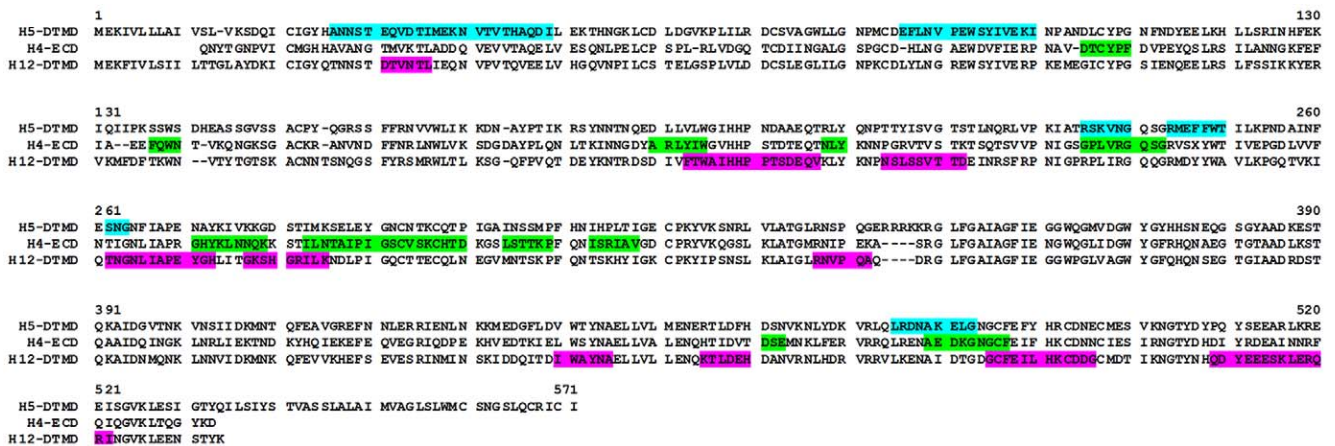 1 130
H5-DTMD MEKIVLLLAI VSL-VKSDQI CIGYHANNST EQVDTIMEKN VTVTHAQDIL EKTHNGKLCD LDGVKPLILR DCSVAGWLLG NPMCDEFLNV PEWSYIVEKI NPANDLCYPG NFNDYEELKH LLSRINHFEK
H4-ECD QNYTGNPVICMGHHAVANG TMVKTLADDQ VEVVTAQELV ESQNLPELCP SPL-RLVDGQ TCDIINGALG SPGCD-HLNG AEWDVFIERP NAV-DTCYPF DVPEYQSLRS ILANNGKFEF
H12-DTMD MEKFIVLSII LTTGLAYDKI CIGYQTNNST DTVNTLIEQN VPVTQVEELV HGQVNPILCS TELGSPLVLD DCSLEGLILG NPKCDLYLNG REWSYIVERP KEMEGICYPG SIENQEELRS LFSSIKKYER
131 260
H5-DTMD IQIIPKSSWS DHEASSGVSS ACPY-QGRSS FFRNVVWLIK KDN-AYPTIK RSYNNTNQED LLVLWGIHHP NDAAEQTRLY QNPTTYISVG TSTLNQRLVP KIATRSKVNG QSGRMEFFWT ILKPNDAINF
H4-ECD IA--EEFQWN T-VKQNGKSG ACKR-ANVND FFNRLNWLVK SDGDAYPLQN LTKINNGDYA RLYIWGVHHP STDTEQTNLY KNNPGRVTVS TKTSQTSVVP NIGSGPLVRG QSGRVSXYWT IVEPGDLVVF
H12-DTMD VKMFDFTKWN --VTYTGTSK ACNNTSNQGS FYRSMRWLTL KSG-QFPVQT DEYKNTRDSD IVFTWAIHHP PTSDEQVKLY KNPNSLSSVTT TDEINRSFRP NIGPRPLIRG QQGRMDYYWA VLKPGQTVKI
261 390
H5-DTMD ESNGNFIAPE NAYKIVKKGD STIMKSELEY GNCNTKCQTP IGAINSSMPF HNIHPLTIGE CPKYVKSNRL VLATGLRNSP QGERRRKKRG LFGAIAGFIE GGWQGMVDGW YGYHHSNEQG SGYAADKEST
H4-ECD NTIGNLIAPR GHYKLNNQKK STILNTAIPI GSCVSKCHTD KGSLSTTKPF QNISRIAVGD CPRYVKQGSL KLATGMRNIP EKA----SRG LFGAIAGFIE NGWQGLIDGW YGFRHQNAEG TGTAADLKST
H12-DTMD QTNGNLIAPE YGHLITGKSH GRILKNDLPI GQCTTECQLN EGVMNTSKPF QNTSKHYIGK CPKYIPSNSL KLAIGLRNVP QAQ----DRG LFGAIAGFIE GGWPGLVAGW YGFQHQNSEG TGIAADRDST
391 520
H5-DTMD QKAIDGVTNK VNSIIDKMNT QFEAVGREFN NLERRIENLN KKMEDGFLDV WTYNAELLVL MENERTLDFH DSNVKNLYDK VRLQLRDNAK ELGNGCFEFY HRCDNECMES VKNGTYDYPQ YSEEARLKRE
H4-ECD QAAIDQINGK LNRLIEKTND KYHQIEKEFE QVEGRIQDPE KHVEDTKIEL WSYNAELLVA LENQHTIDVT DSEMNKLFER VRRQLRENAE DKGNGCFEIF HKCDNNCIES IRNGTYDHDI YRDEAINNRF
H12-DTMD QKAIDNMQNK LNNVIDKMNK QFEVVKHEFS EVESRINMIN SKIDDQITDI WAYNAELLVL LENQKTLDEH DANVRNLHDR VRRVLKENAI DTGDGCFEIL HKCDDGCMDT IKNGTYNHQD YEEESKLERQ
521 571
H5-DTMD EISGVKLESI GTYQILSIYS TVASSLALAI MVAGLSLWMC SNGSLQCRIC I
H4-ECD QIQGVKLTQG YKD
H12-DTMD RINGVKLEEN STYK